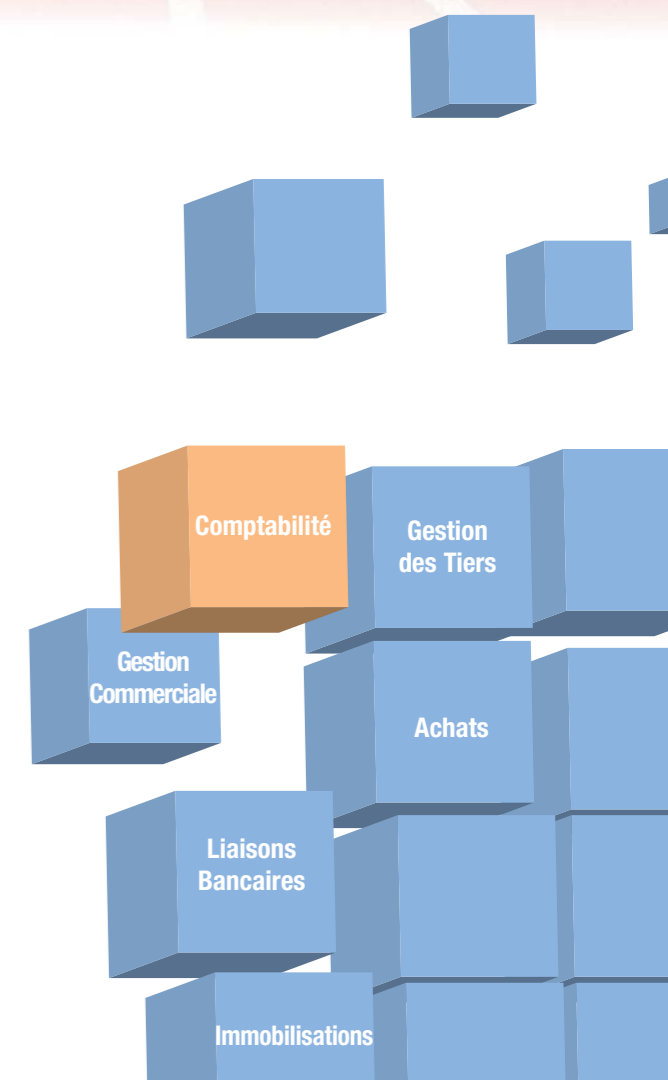 Comptabilité
Gestion
des Tiers
Gestion
Commerciale
Achats
Liaisons
Bancaires
Immobilisations